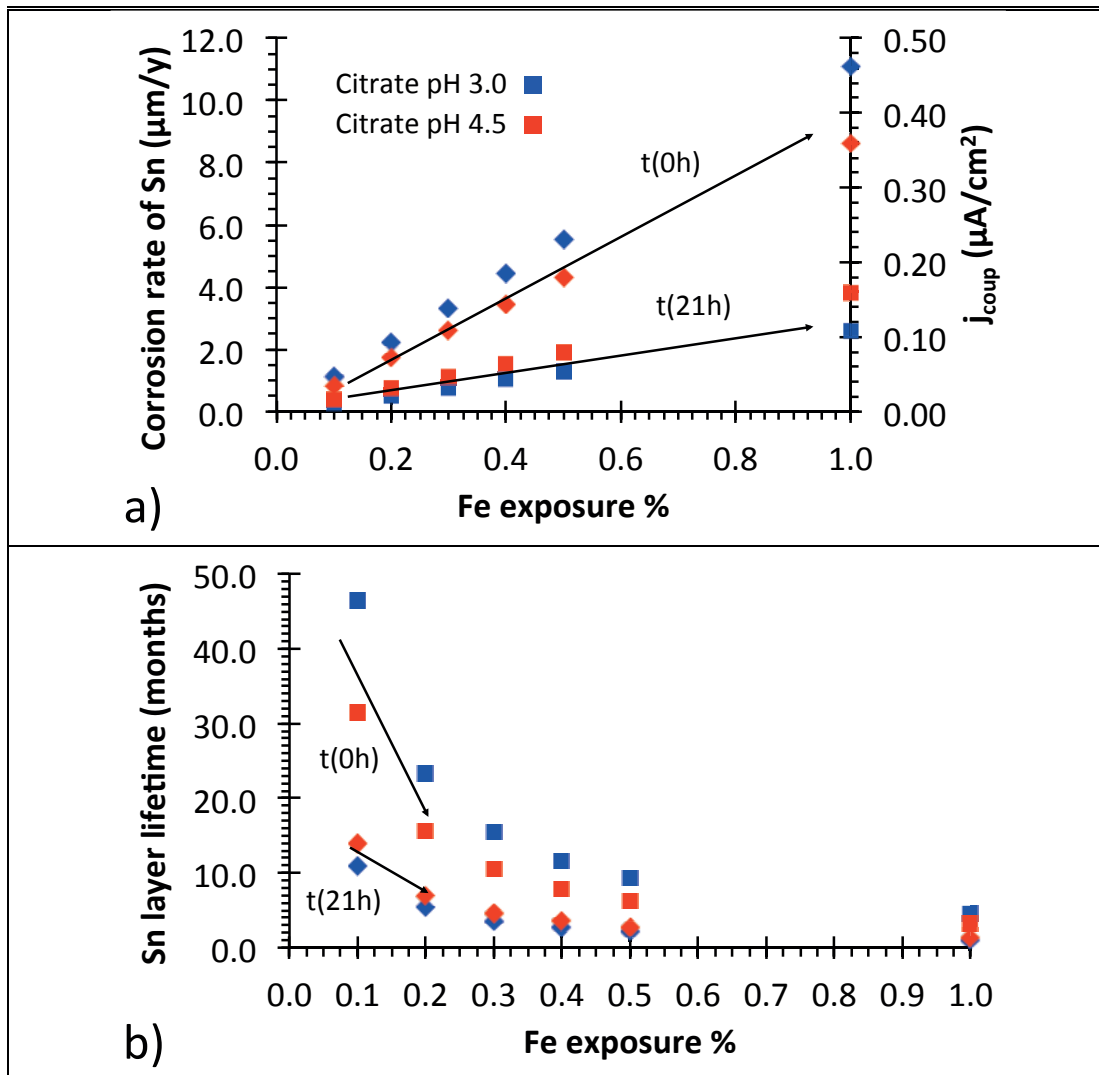 12.0
10.0
8.0
6.0
4.0
2.0
0.0
Corrosion rate of Sn (µm/y)
Citrate pH 3.0
Citrate pH 4.5
t(0h)
t(21h)
0.50
0.40
0.30
0.20
0.10
0.00
j_coup (µA/cm²)
0.0 0.2 0.4 0.6 0.8 1.0
Fe exposure %
a)
50.0
40.0
30.0
20.0
10.0
0.0
Sn layer lifetime (months)
t(0h)
t(21h)
0.0 0.1 0.2 0.3 0.4 0.5 0.6 0.7 0.8 0.9 1.0
Fe exposure %
b)